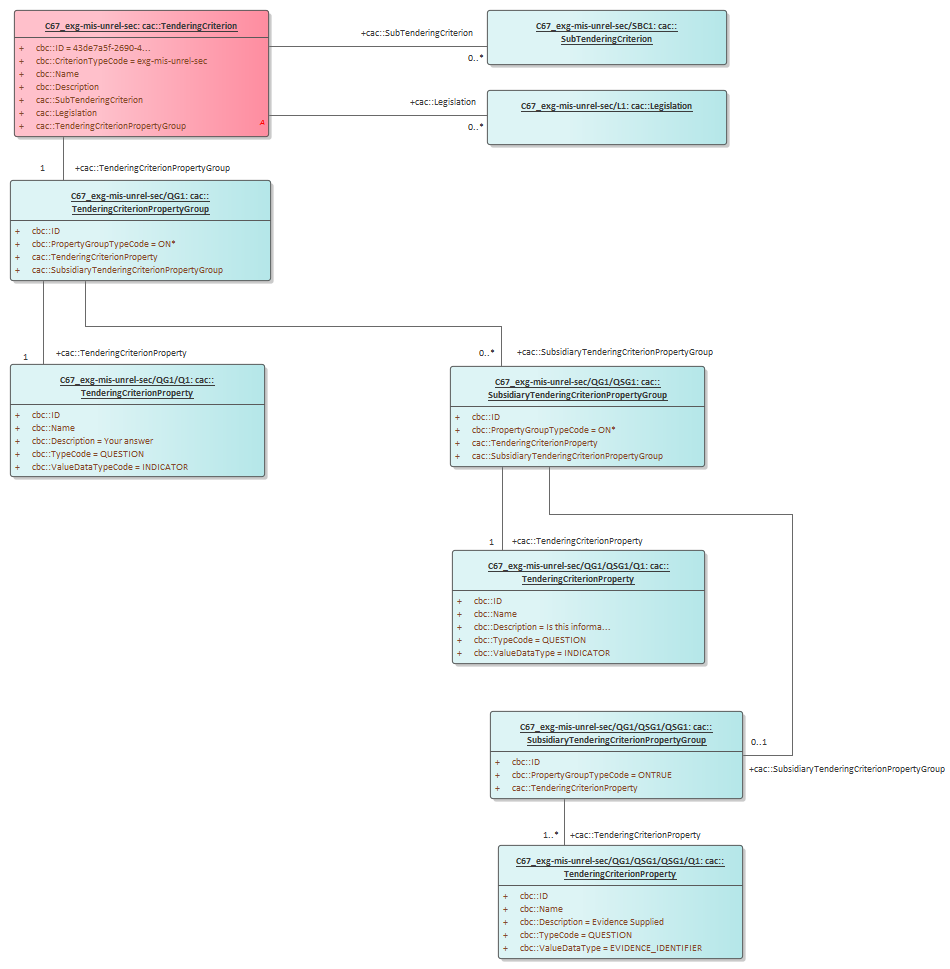 C67_exg-mis-unrel-sec: cac::TenderingCriterion
+ cbc::ID = 43de7a5f-2690-4...
+ cbc::CriterionTypeCode = exg-mis-unrel-sec
+ cbc::Name
+ cbc::Description
+ cac::SubTenderingCriterion
+ cac::Legislation
+ cac::TenderingCriterionPropertyGroup
A
+cac::SubTenderingCriterion
0..*
C67_exg-mis-unrel-sec/SBC1: cac::
SubTenderingCriterion
+cac::Legislation
0..*
C67_exg-mis-unrel-sec/L1: cac::Legislation
1
+cac::TenderingCriterionPropertyGroup
C67_exg-mis-unrel-sec/QG1: cac::
TenderingCriterionPropertyGroup
+ cbc::ID
+ cbc::PropertyGroupTypeCode = ON*
+ cac::TenderingCriterionProperty
+ cac::SubsidiaryTenderingCriterionPropertyGroup
1
+cac::TenderingCriterionProperty
0..*
+cac::SubsidiaryTenderingCriterionPropertyGroup
C67_exg-mis-unrel-sec/QG1/Q1: cac::
TenderingCriterionProperty
+ cbc::ID
+ cbc::Name
+ cbc::Description = Your answer
+ cbc::TypeCode = QUESTION
+ cbc::ValueDataTypeCode = INDICATOR
C67_exg-mis-unrel-sec/QG1/QSG1: cac::
SubsidiaryTenderingCriterionPropertyGroup
+ cbc::ID
+ cbc::PropertyGroupTypeCode = ON*
+ cac::TenderingCriterionProperty
+ cac::SubsidiaryTenderingCriterionPropertyGroup
1
+cac::TenderingCriterionProperty
C67_exg-mis-unrel-sec/QG1/QSG1/Q1: cac::
TenderingCriterionProperty
+ cbc::ID
+ cbc::Name
+ cbc::Description = Is this informa...
+ cbc::TypeCode = QUESTION
+ cbc::ValueDataType = INDICATOR
C67_exg-mis-unrel-sec/QG1/QSG1/QSG1: cac::
SubsidiaryTenderingCriterionPropertyGroup
+ cbc::ID
+ cbc::PropertyGroupTypeCode = ONTRUE
+ cac::TenderingCriterionProperty
0..1
+cac::SubsidiaryTenderingCriterionPropertyGroup
1..*
+cac::TenderingCriterionProperty
C67_exg-mis-unrel-sec/QG1/QSG1/QSG1/Q1: cac::
TenderingCriterionProperty
+ cbc::ID
+ cbc::Name
+ cbc::Description = Evidence Supplied
+ cbc::TypeCode = QUESTION
+ cbc::ValueDataType = EVIDENCE_IDENTIFIER